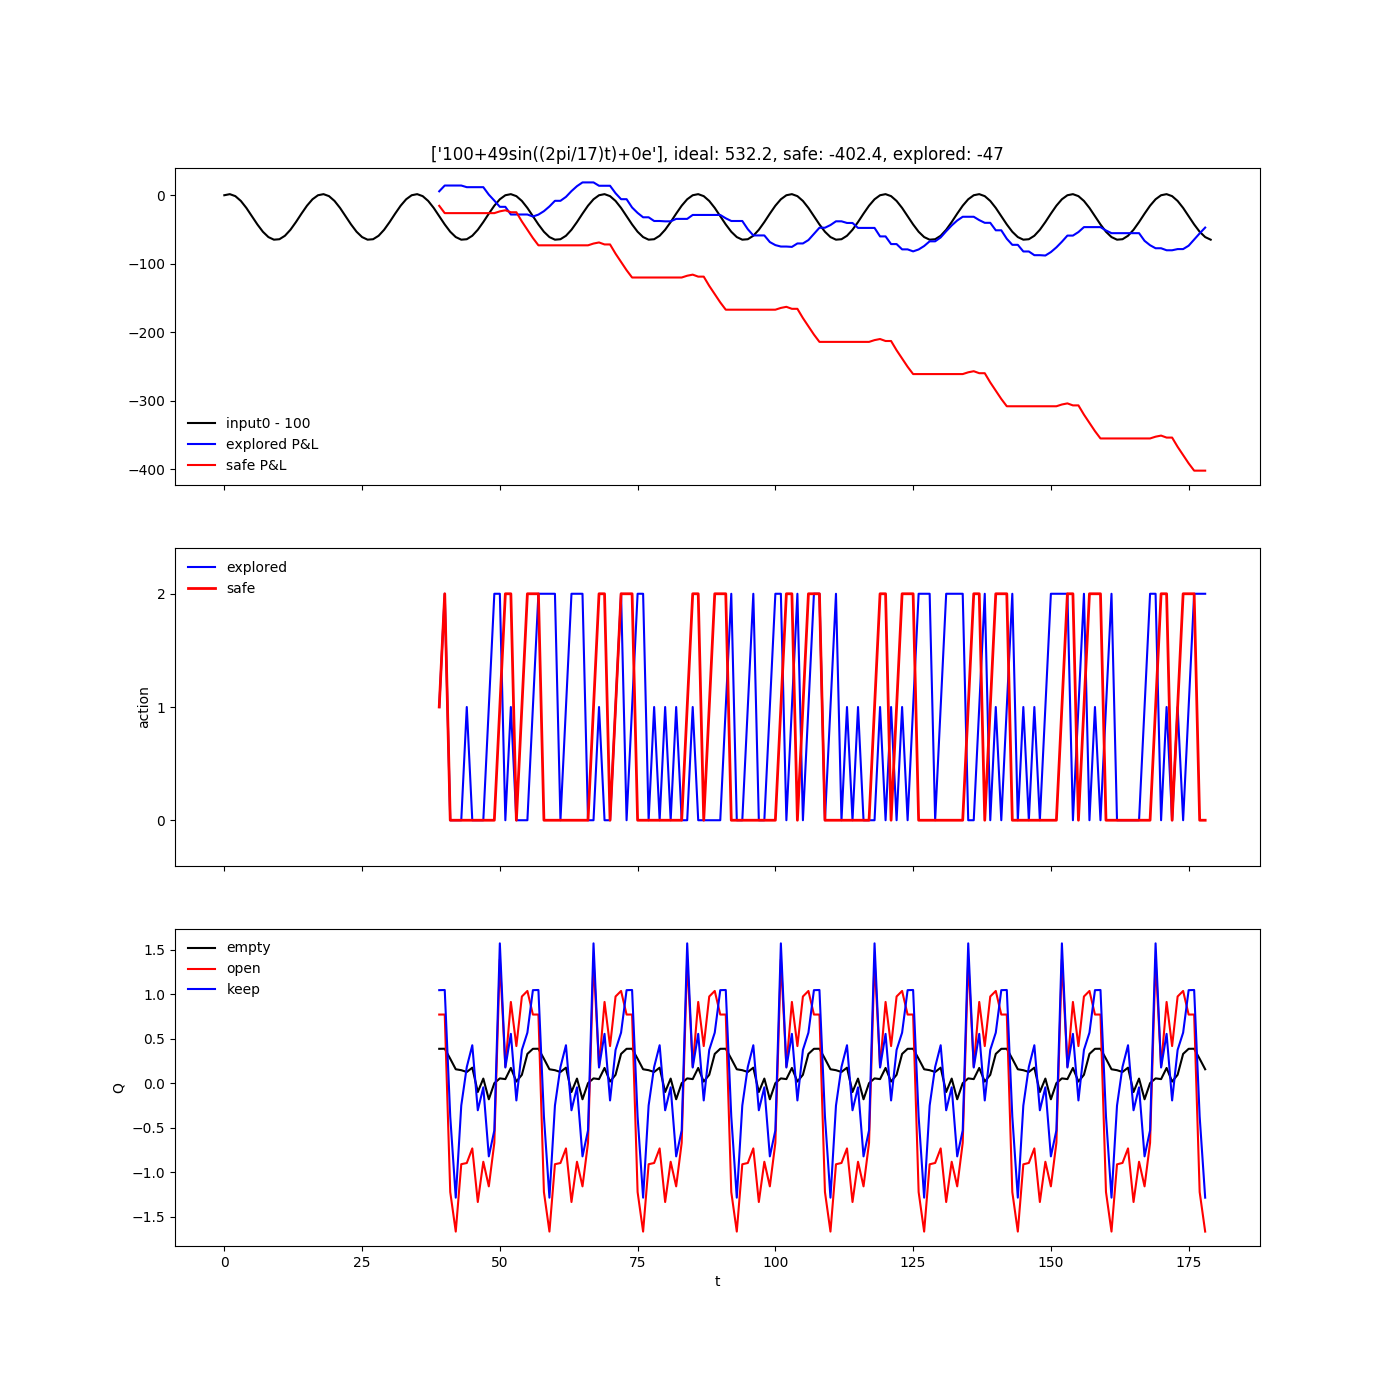 ['100+49sin((2pi/17)t)+0e'], ideal: 532.2, safe: -402.4, explored: -47
0
−100
−200
−300
−400
input0 - 100
explored P&L
safe P&L
explored
safe
2
1
0
action
empty
open
keep
1.5
1.0
0.5
0.0
−0.5
−1.0
−1.5
Q
0 25 50 75 100 125 150 175
t